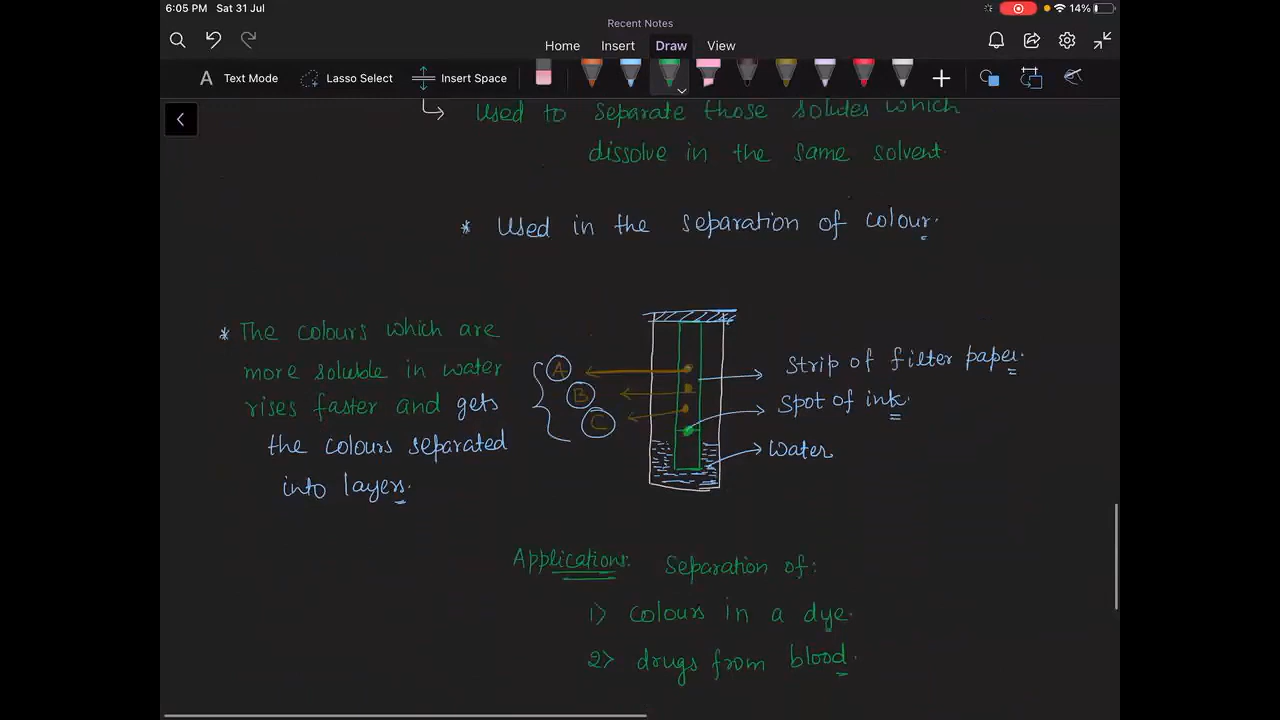 6:05 PM Sat 31 Jul
14%
Recent Notes
Home Insert Draw View
A Text Mode Lasso Select Insert Space
Used to separate those solutes which
dissolve in the same solvent.
* Used in the separation of colour.
* The colours which are
more soluble in water
rises faster and gets
the colours separated
into layers.
A
B
C
Strip of filter paper.
Spot of ink.
Water
Applications: Separation of:
1) colours in a dye.
2) drugs from blood.